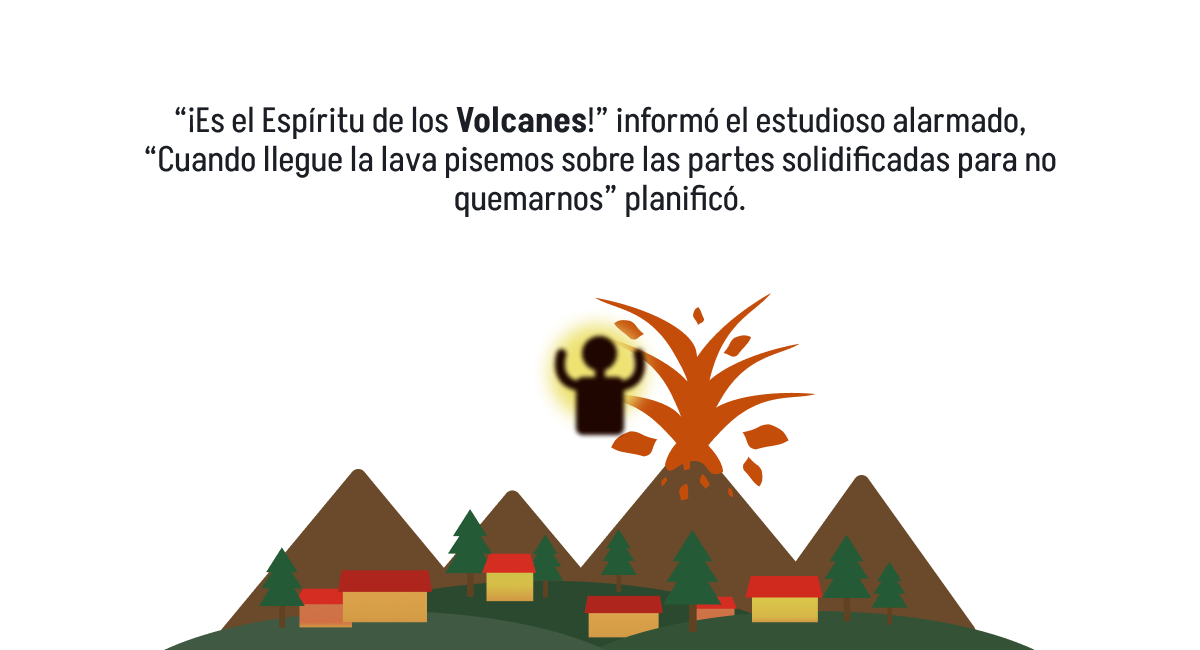 “¡Es el Espíritu de los Volcanes!” informó el estudioso alarmado,
“Cuando llegue la lava pisemos sobre las partes solidificadas para no
quemarnos” planificó.